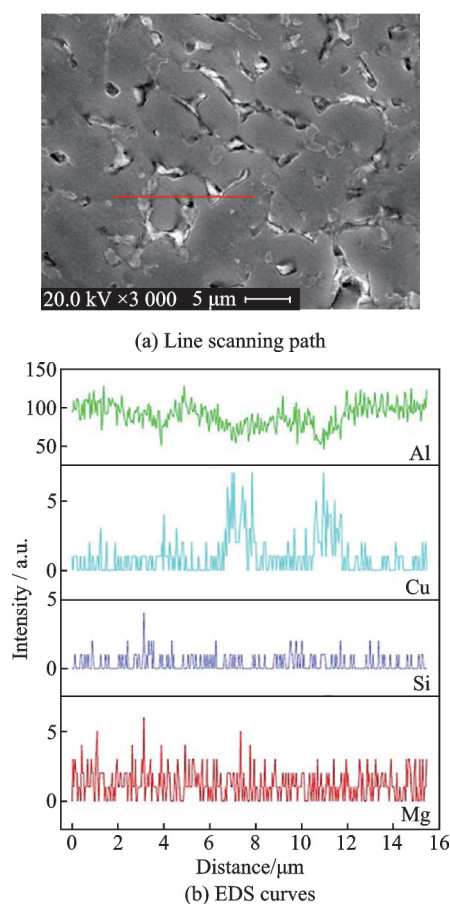 20.0 kV ×3 000 5 μm
(a) Line scanning path
150
100
50
Al
5
0
Cu
5
0
Si
5
0
Mg
Intensity / a.u.
0 2 4 6 8 10 12 14 16
Distance/μm
(b) EDS curves